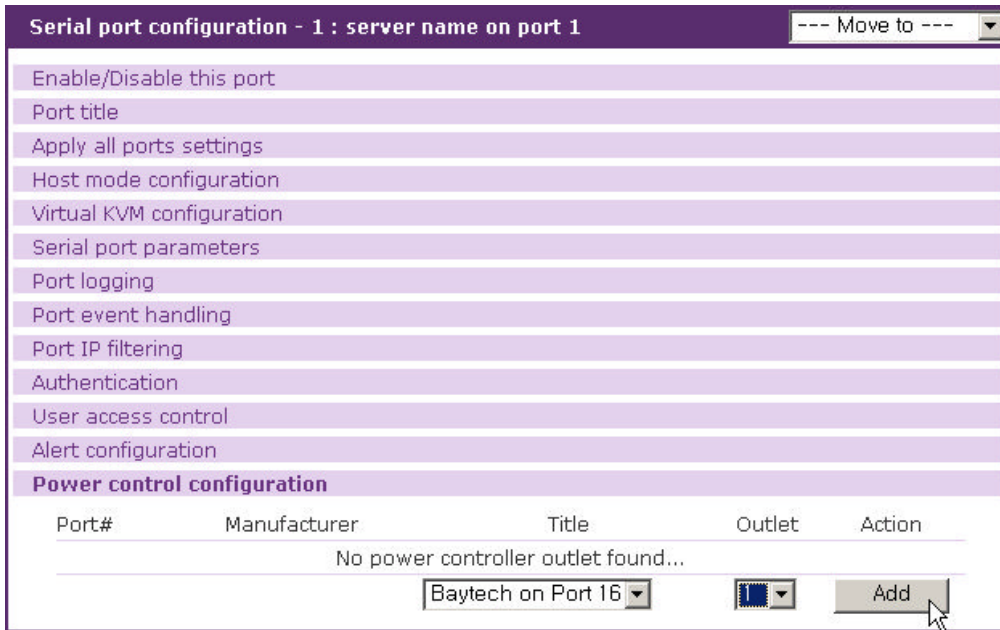 Serial port configuration - 1 : server name on port 1 --- Move to ---
Enable/Disable this port
Port title
Apply all ports settings
Host mode configuration
Virtual KVM configuration
Serial port parameters
Port logging
Port event handling
Port IP filtering
Authentication
User access control
Alert configuration
Power control configuration
Port# Manufacturer Title Outlet Action
No power controller outlet found...
Baytech on Port 16 1 Add